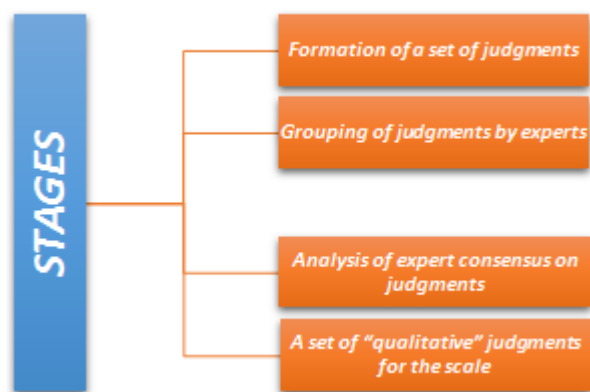 STAGES
Formation of a set of judgments
Grouping of judgments by experts
Analysis of expert consensus on
judgments
A set of “qualitative” judgments
for the scale